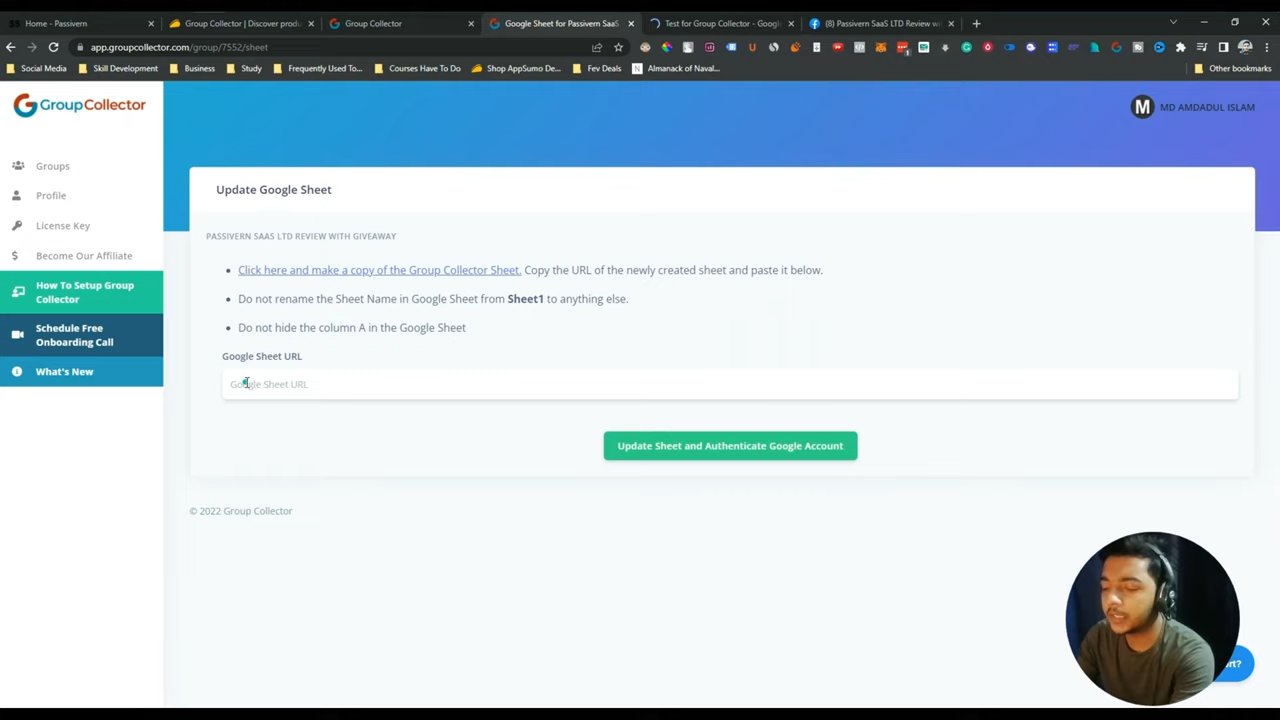 Home - Passivern
Group Collector | Discover produ
Group Collector
Google Sheet for Passivern SaaS
Test for Group Collector - Googl
(8) Passivern SaaS LTD Review w
app.groupcollector.com/group/7552/sheet
Social Media
Skill Development
Business
Study
Frequently Used To...
Courses Have To Do
Shop AppSumo De...
Fev Deals
Almanack of Naval...
Other bookmarks
GroupCollector
M MD AMDADUL ISLAM
Groups
Profile
License Key
Become Our Affiliate
How To Setup Group
Collector
Schedule Free
Onboarding Call
What's New
Update Google Sheet
PASSIVERN SAAS LTD REVIEW WITH GIVEAWAY
Click here and make a copy of the Group Collector Sheet. Copy the URL of the newly created sheet and paste it below.
Do not rename the Sheet Name in Google Sheet from Sheet1 to anything else.
Do not hide the column A in the Google Sheet
Google Sheet URL
Google Sheet URL
Update Sheet and Authenticate Google Account
© 2022 Group Collector